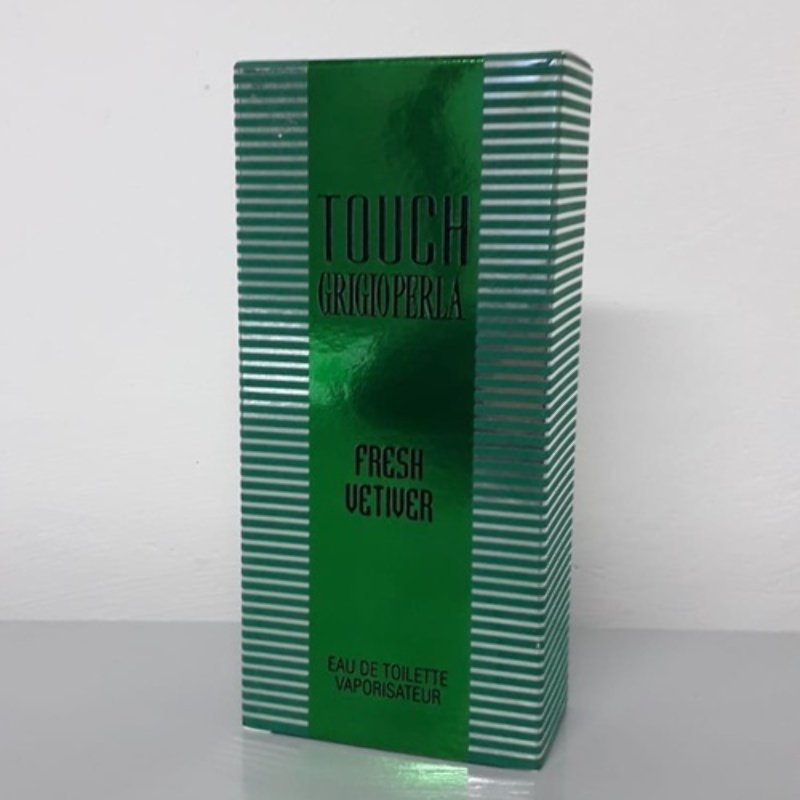 TOUCH
GRIGIOPERLA
FRESH
VETIVER
EAU DE TOILETTE
VAPORISATEUR